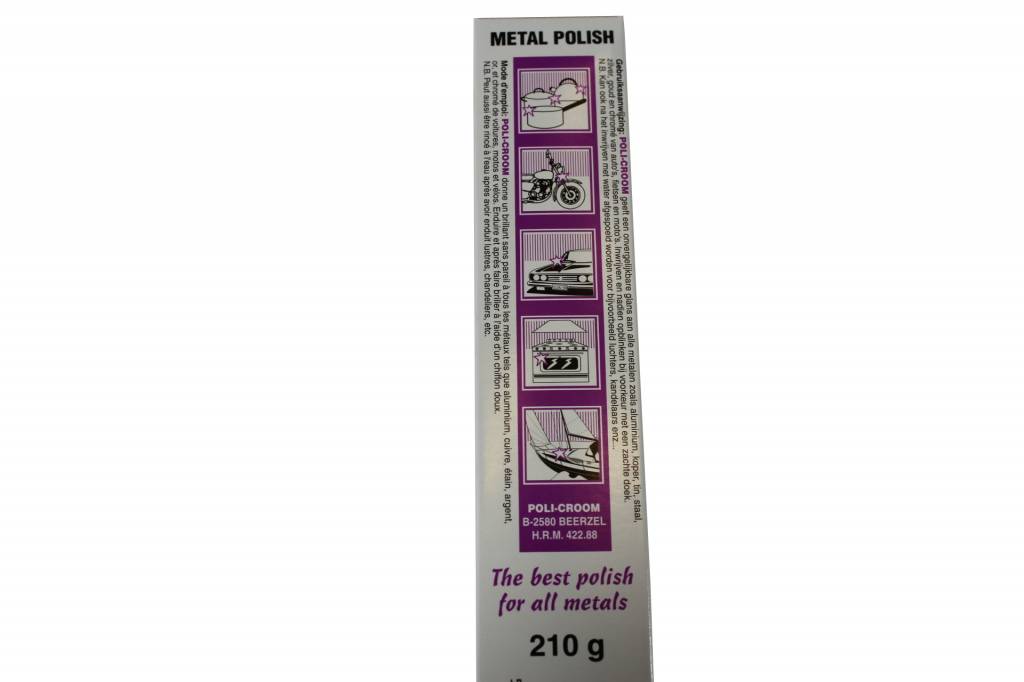 METAL POLISH
Gebruiksaanwijzing: POLI-CROOM geeft een onvergelijkbare glans aan alle metalen zoals aluminium, koper, tin, staal,
zilver, goud en chromé van auto's, fietsen en moto's. Inwrijven en nadien opblinken bij voorkeur met een zachte doek.
N.B. Kan ook na het inwrijven met water afgespoeld worden voor bijvoorbeeld luchters, kandelaars enz...
Mode d'emploi: POLI-CROOM donne un brillant sans pareil à tous les métaux tels que aluminium, cuivre, étain, argent,
or, et chromé de voitures, motos et vélos. Enduire et après faire briller à l'aide d'un chiffon doux.
N.B. Peut aussi être rincé à l'eau après avoir enduit lustres, chandeliers, etc.
POLI-CROOM
B-2580 BEERZEL
H.R.M. 422.88
The best polish
for all metals
210 g